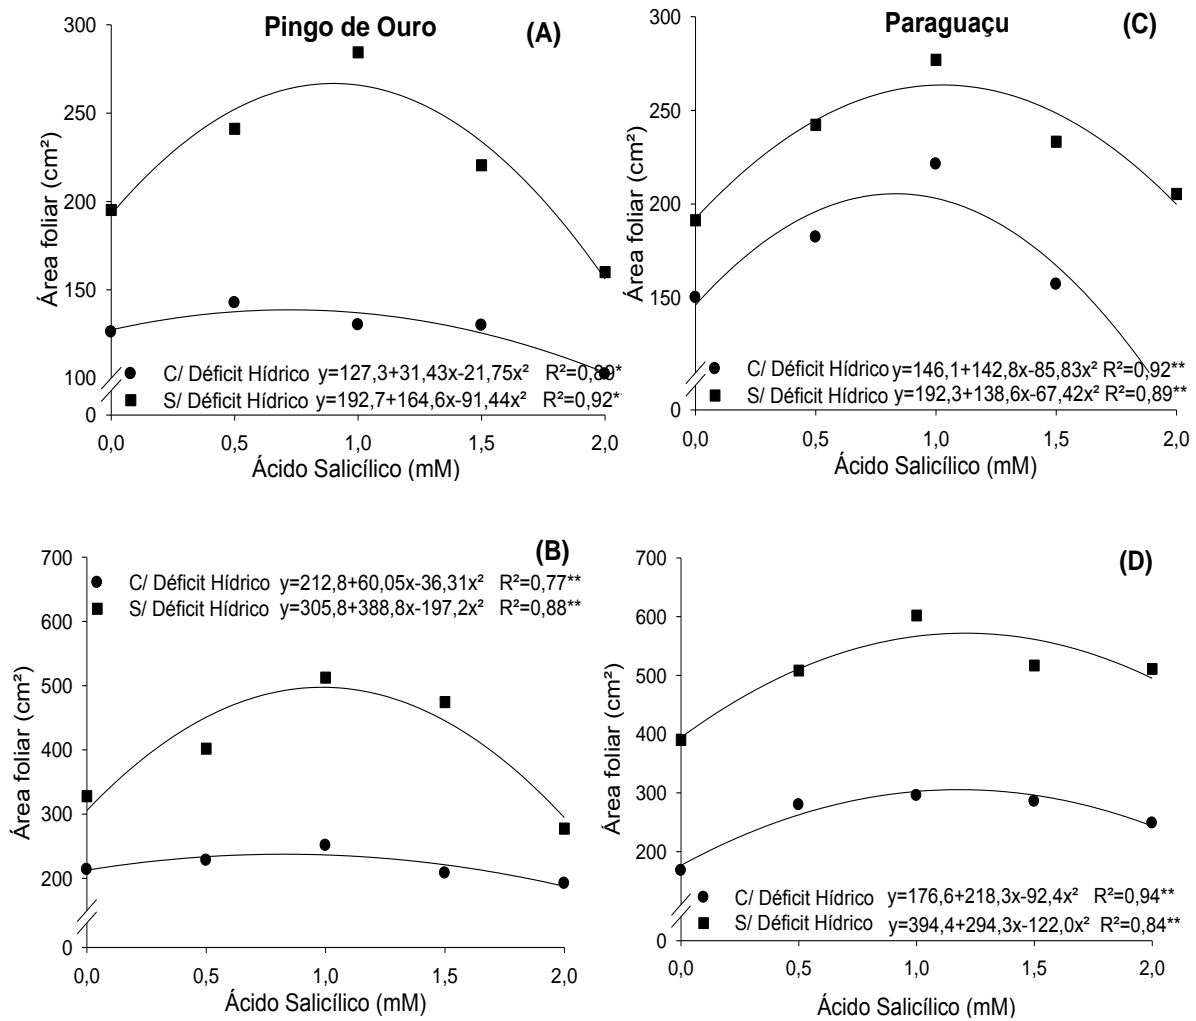 Pingo de Ouro
(A)
300
250
200
150
100
0
Área foliar (cm²)
C/ Déficit Hídrico y=127,3+31,43x-21,75x² R²=0,89*
S/ Déficit Hídrico y=192,7+164,6x-91,44x² R²=0,92*
0,0 0,5 1,0 1,5 2,0
Ácido Salicílico (mM)
Paraguaçu
(C)
300
250
200
150
0
Área foliar (cm²)
C/ Déficit Hídrico y=146,1+142,8x-85,83x² R²=0,92**
S/ Déficit Hídrico y=192,3+138,6x-67,42x² R²=0,89**
0,0 0,5 1,0 1,5 2,0
Ácido Salicílico (mM)
(B)
700
C/ Déficit Hídrico y=212,8+60,05x-36,31x² R²=0,77**
S/ Déficit Hídrico y=305,8+388,8x-197,2x² R²=0,88**
600
500
400
300
200
0
Área foliar (cm²)
0,0 0,5 1,0 1,5 2,0
Ácido Salicílico (mM)
(D)
700
600
500
400
300
200
0
Área foliar (cm²)
C/ Déficit Hídrico y=176,6+218,3x-92,4x² R²=0,94**
S/ Déficit Hídrico y=394,4+294,3x-122,0x² R²=0,84**
0,0 0,5 1,0 1,5 2,0
Ácido Salicílico (mM)